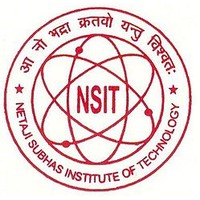 आ नो भद्राः क्रतवो यन्तु विश्वतः
NSIT
NETAJI SUBHAS INSTITUTE OF TECHNOLOGY